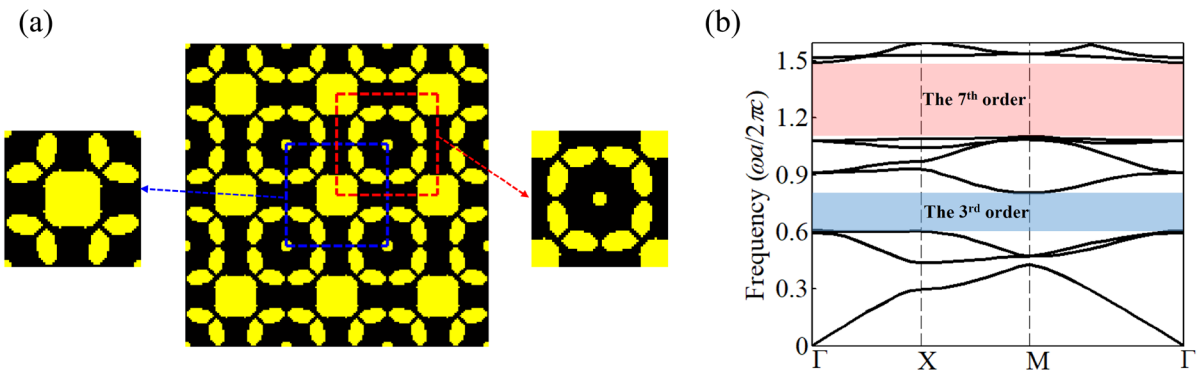 (a)
(b)
Frequency (ωa/2πc)
1.5
1.2
0.9
0.6
0.3
0
The 7th order
The 3rd order
Γ X M Γ